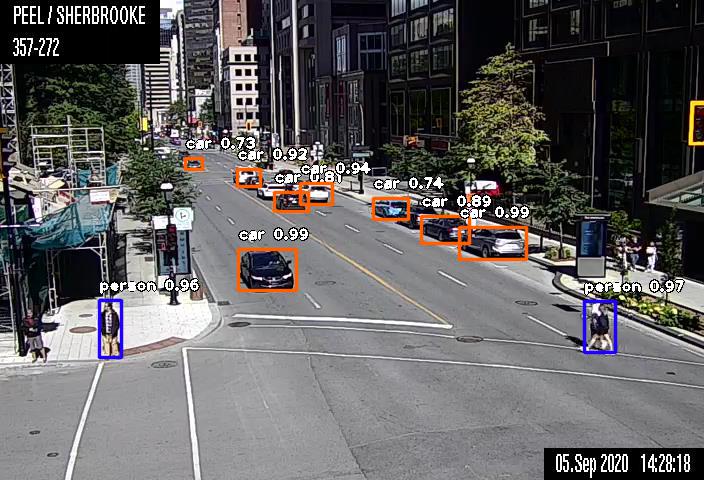 PEEL / SHERBROOKE
357-272
car 0.73
car 0.92
car 0.94
car 0.81
car 0.74
car 0.89
car 0.99
car 0.99
person 0.96
person 0.97
05.Sep 2020 14:28:18